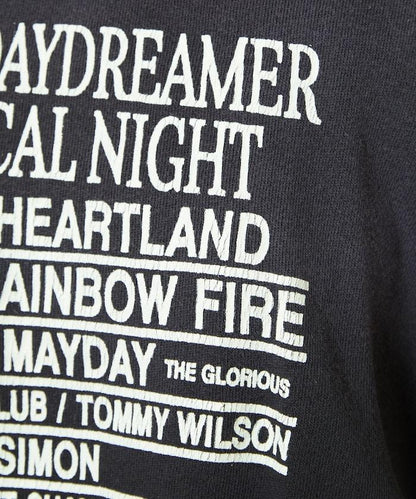 DAYDREAMER
CAL NIGHT
HEARTLAND
AINBOW FIRE
MAYDAY THE GLORIOUS
LUB / TOMMY WILSON
SIMON